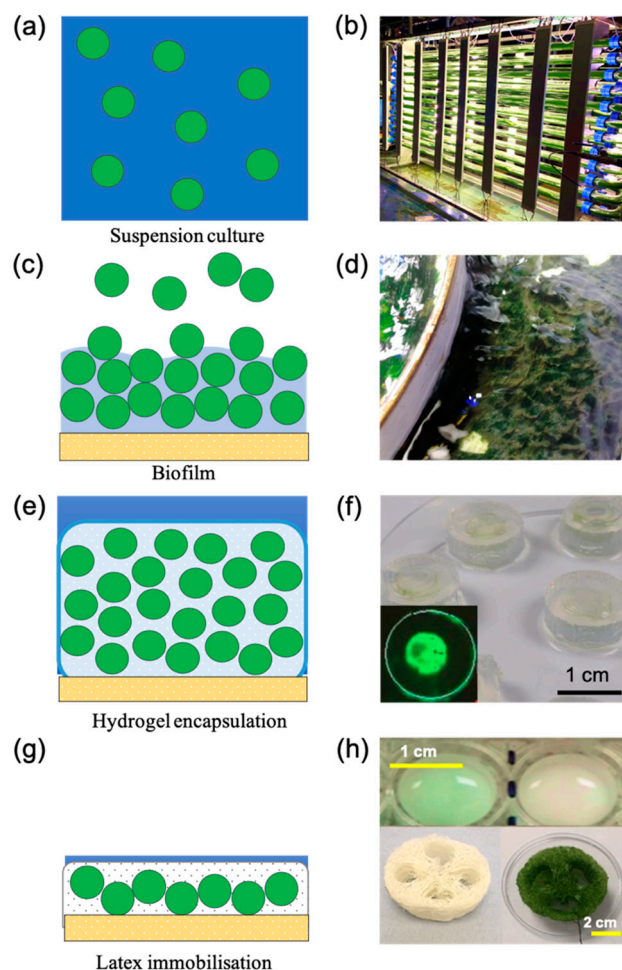 (a)
(b)
Suspension culture
(c)
(d)
Biofilm
(e)
(f)
1 cm
Hydrogel encapsulation
(g)
(h)
1 cm
2 cm
Latex immobilisation